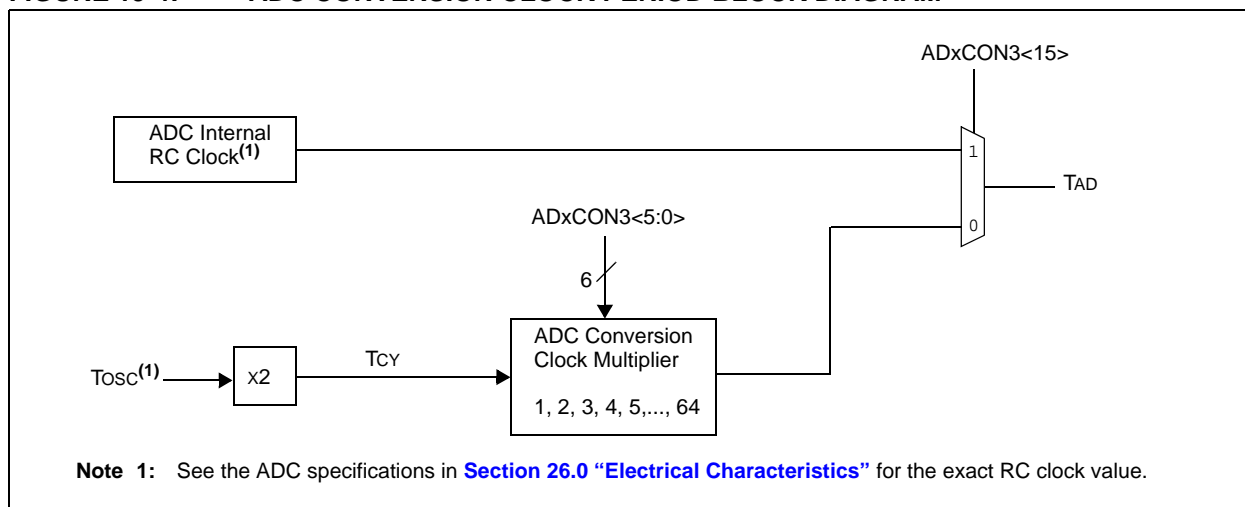 ADxCON3<15>
ADC Internal
RC Clock(1)
1
TAD
ADxCON3<5:0>
0
6
ADC Conversion
Clock Multiplier
TOSC(1)
X2
TCY
1, 2, 3, 4, 5,..., 64
Note 1: See the ADC specifications in Section 26.0 “Electrical Characteristics” for the exact RC clock value.